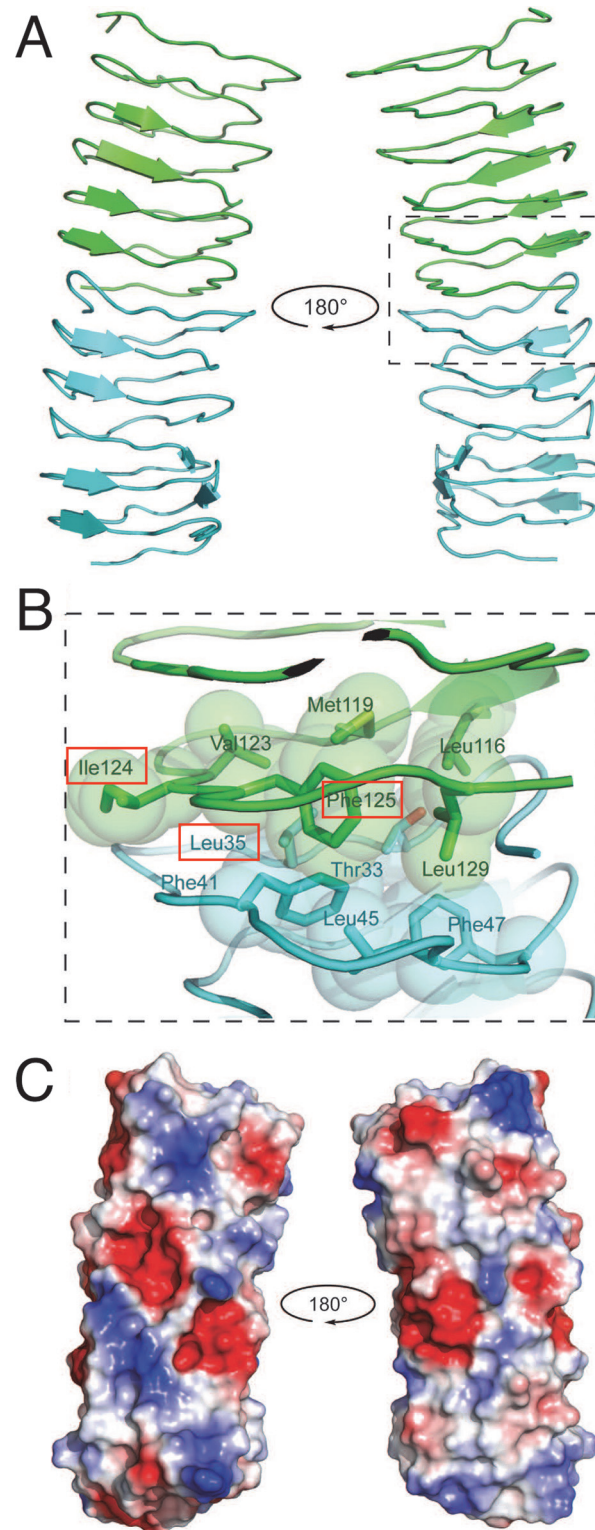 A
180°
B
Met119
Val123
Leu116
Ile124
Phe125
Leu35
Thr33
Leu129
Phe41
Leu45
Phe47
C
180°